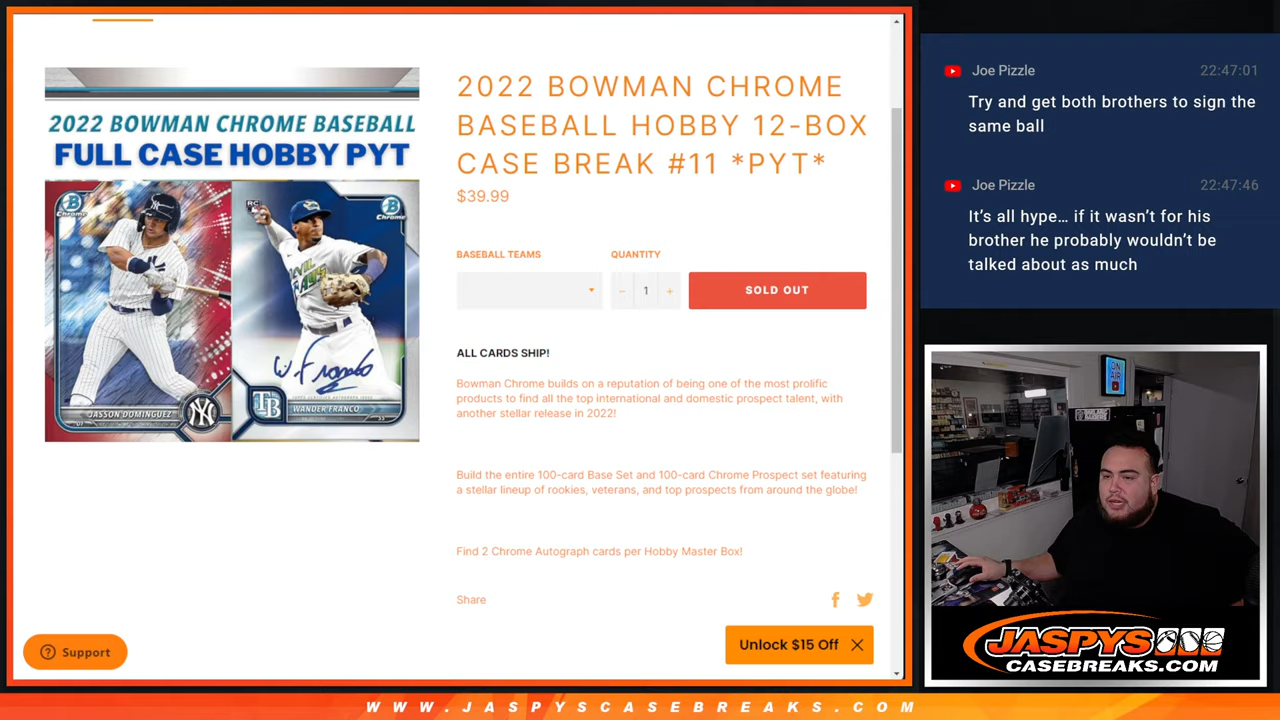 2022 BOWMAN CHROME BASEBALL
FULL CASE HOBBY PYT
Chrome
RC
Chrome
W Franco
JASSON DOMINGUEZ
TB
WANDER FRANCO
2022 BOWMAN CHROME
BASEBALL HOBBY 12-BOX
CASE BREAK #11 *PYT*
$39.99
BASEBALL TEAMS
QUANTITY
− 1 +
SOLD OUT
ALL CARDS SHIP!
Bowman Chrome builds on a reputation of being one of the most prolific
products to find all the top international and domestic prospect talent, with
another stellar release in 2022!
Build the entire 100-card Base Set and 100-card Chrome Prospect set featuring
a stellar lineup of rookies, veterans, and top prospects from around the globe!
Find 2 Chrome Autograph cards per Hobby Master Box!
Share
Support
Unlock $15 Off
Joe Pizzle 22:47:01
Try and get both brothers to sign the
same ball
Joe Pizzle 22:47:46
It's all hype… if it wasn't for his
brother he probably wouldn't be
talked about as much
ON
AIR
JASPYS
CASEBREAKS.COM
WWW.JASPYSCASEBREAKS.COM